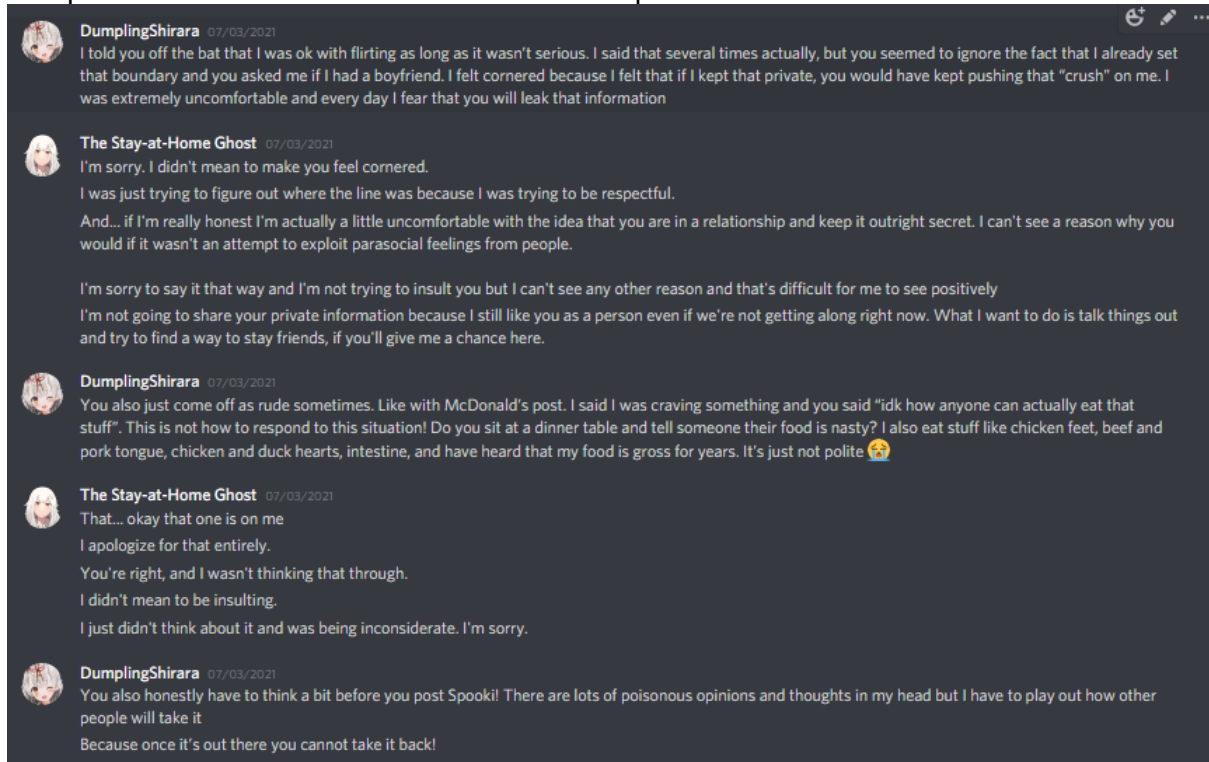 DumplingShirara 07/03/2021
I told you off the bat that I was ok with flirting as long as it wasn’t serious. I said that several times actually, but you seemed to ignore the fact that I already set
that boundary and you asked me if I had a boyfriend. I felt cornered because I felt that if I kept that private, you would have kept pushing that “crush” on me. I
was extremely uncomfortable and every day I fear that you will leak that information
The Stay-at-Home Ghost 07/03/2021
I'm sorry. I didn't mean to make you feel cornered.
I was just trying to figure out where the line was because I was trying to be respectful.
And... if I'm really honest I'm actually a little uncomfortable with the idea that you are in a relationship and keep it outright secret. I can't see a reason why you
would if it wasn't an attempt to exploit parasocial feelings from people.
I'm sorry to say it that way and I'm not trying to insult you but I can't see any other reason and that's difficult for me to see positively
I'm not going to share your private information because I still like you as a person even if we're not getting along right now. What I want to do is talk things out
and try to find a way to stay friends, if you'll give me a chance here.
DumplingShirara 07/03/2021
You also just come off as rude sometimes. Like with McDonald’s post. I said I was craving something and you said “idk how anyone can actually eat that
stuff”. This is not how to respond to this situation! Do you sit at a dinner table and tell someone their food is nasty? I also eat stuff like chicken feet, beef and
pork tongue, chicken and duck hearts, intestine, and have heard that my food is gross for years. It’s just not polite 😭
The Stay-at-Home Ghost 07/03/2021
That... okay that one is on me
I apologize for that entirely.
You're right, and I wasn't thinking that through.
I didn't mean to be insulting.
I just didn't think about it and was being inconsiderate. I'm sorry.
DumplingShirara 07/03/2021
You also honestly have to think a bit before you post Spooki! There are lots of poisonous opinions and thoughts in my head but I have to play out how other
people will take it
Because once it’s out there you cannot take it back!